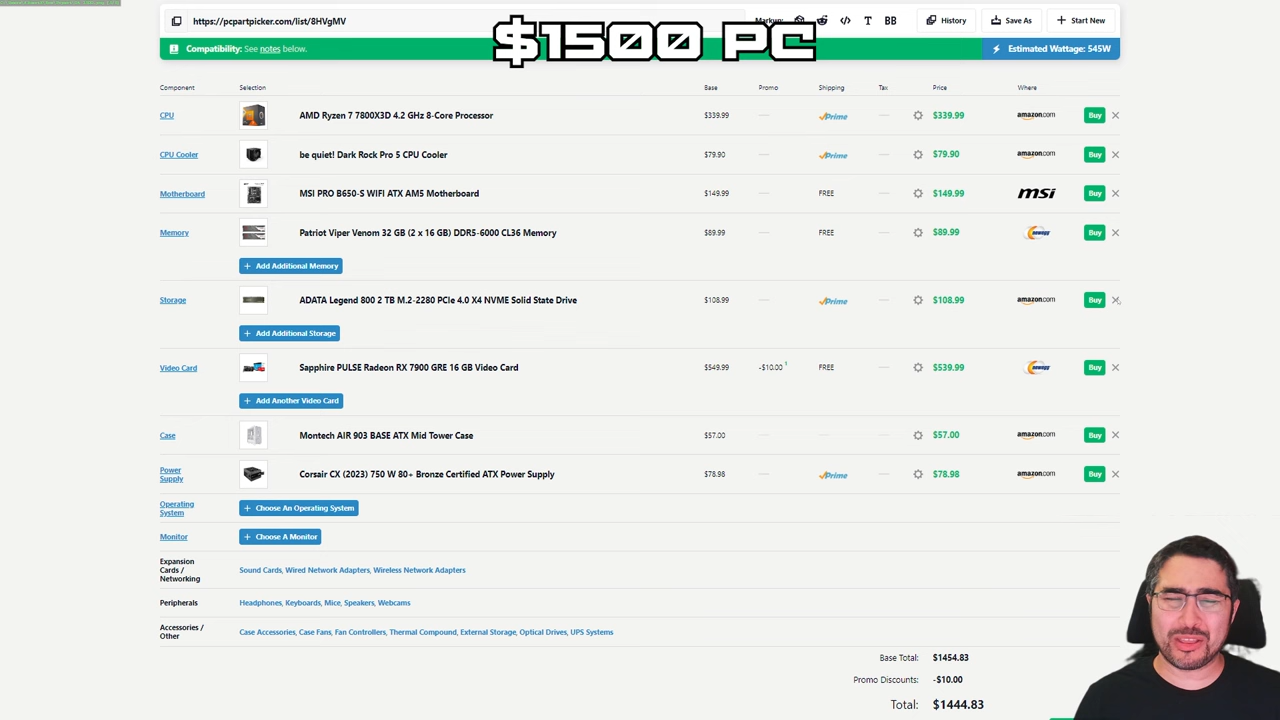 https://pcpartpicker.com/list/8HVgMV
Markup:
BB
History
Save As
+ Start New
$1500 PC
Compatibility: See notes below.
Estimated Wattage: 545W
Component Selection Base Promo Shipping Tax Price Where
CPU AMD Ryzen 7 7800X3D 4.2 GHz 8-Core Processor $339.99 — Prime — $339.99 amazon.com Buy
CPU Cooler be quiet! Dark Rock Pro 5 CPU Cooler $79.90 — Prime — $79.90 amazon.com Buy
Motherboard MSI PRO B650-S WIFI ATX AM5 Motherboard $149.99 — FREE — $149.99 msi Buy
Memory Patriot Viper Venom 32 GB (2 x 16 GB) DDR5-6000 CL36 Memory $89.99 — FREE — $89.99 newegg Buy
+ Add Additional Memory
Storage ADATA Legend 800 2 TB M.2-2280 PCIe 4.0 X4 NVME Solid State Drive $108.99 — Prime — $108.99 amazon.com Buy
+ Add Additional Storage
Video Card Sapphire PULSE Radeon RX 7900 GRE 16 GB Video Card $549.99 -$10.00 1 FREE — $539.99 newegg Buy
+ Add Another Video Card
Case Montech AIR 903 BASE ATX Mid Tower Case $57.00 — — — $57.00 amazon.com Buy
Power Supply Corsair CX (2023) 750 W 80+ Bronze Certified ATX Power Supply $78.98 — Prime — $78.98 amazon.com Buy
Operating System + Choose An Operating System
Monitor + Choose A Monitor
Expansion Cards / Networking Sound Cards, Wired Network Adapters, Wireless Network Adapters
Peripherals Headphones, Keyboards, Mice, Speakers, Webcams
Accessories / Other Case Accessories, Case Fans, Fan Controllers, Thermal Compound, External Storage, Optical Drives, UPS Systems
Base Total: $1454.83
Promo Discounts: -$10.00
Total: $1444.83